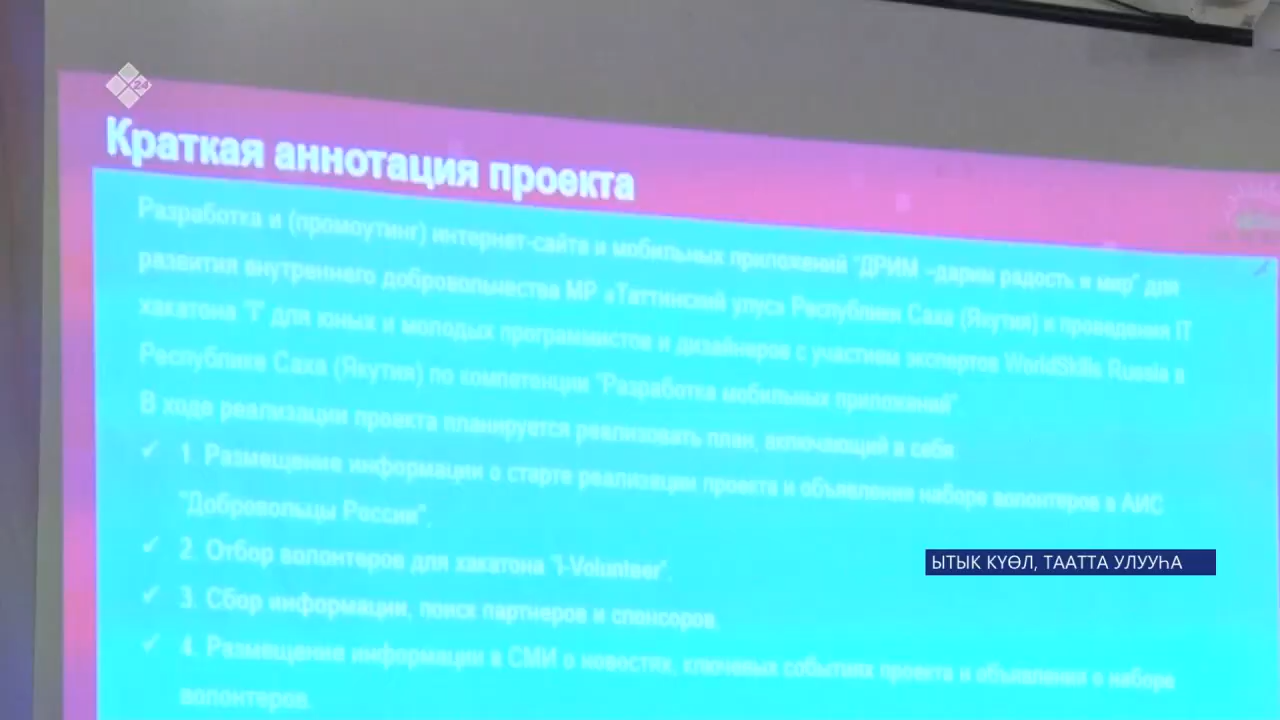 24
Краткая аннотация проекта
Разработка и (промоутинг) интернет-сайта и мобильных приложений "ДРИМ –дарим радость и мир" для
развития внутреннего добровольчества МР «Таттинский улус» Республики Саха (Якутия) и проведения IT
хакатона "I" для юных и молодых программистов и дизайнеров с участием экспертов WorldSkills Russia в
Республике Саха (Якутия) по компетенции "Разработка мобильных приложений"
В ходе реализации проекта планируется реализовать план, включающий в себя
✓ 1. Размещение информации о старте реализации проекта и объявления наборе волонтеров в АИС
"Добровольцы России".
✓ 2. Отбор волонтеров для хакатона "I-Volunteer".
✓ 3. Сбор информации, поиск партнеров и спонсоров.
✓ 4. Размещение информации в СМИ о новостях, ключевых событиях проекта и объявления о наборе
волонтеров.
ЫТЫК КҮӨЛ, ТААТТА УЛУУҺА